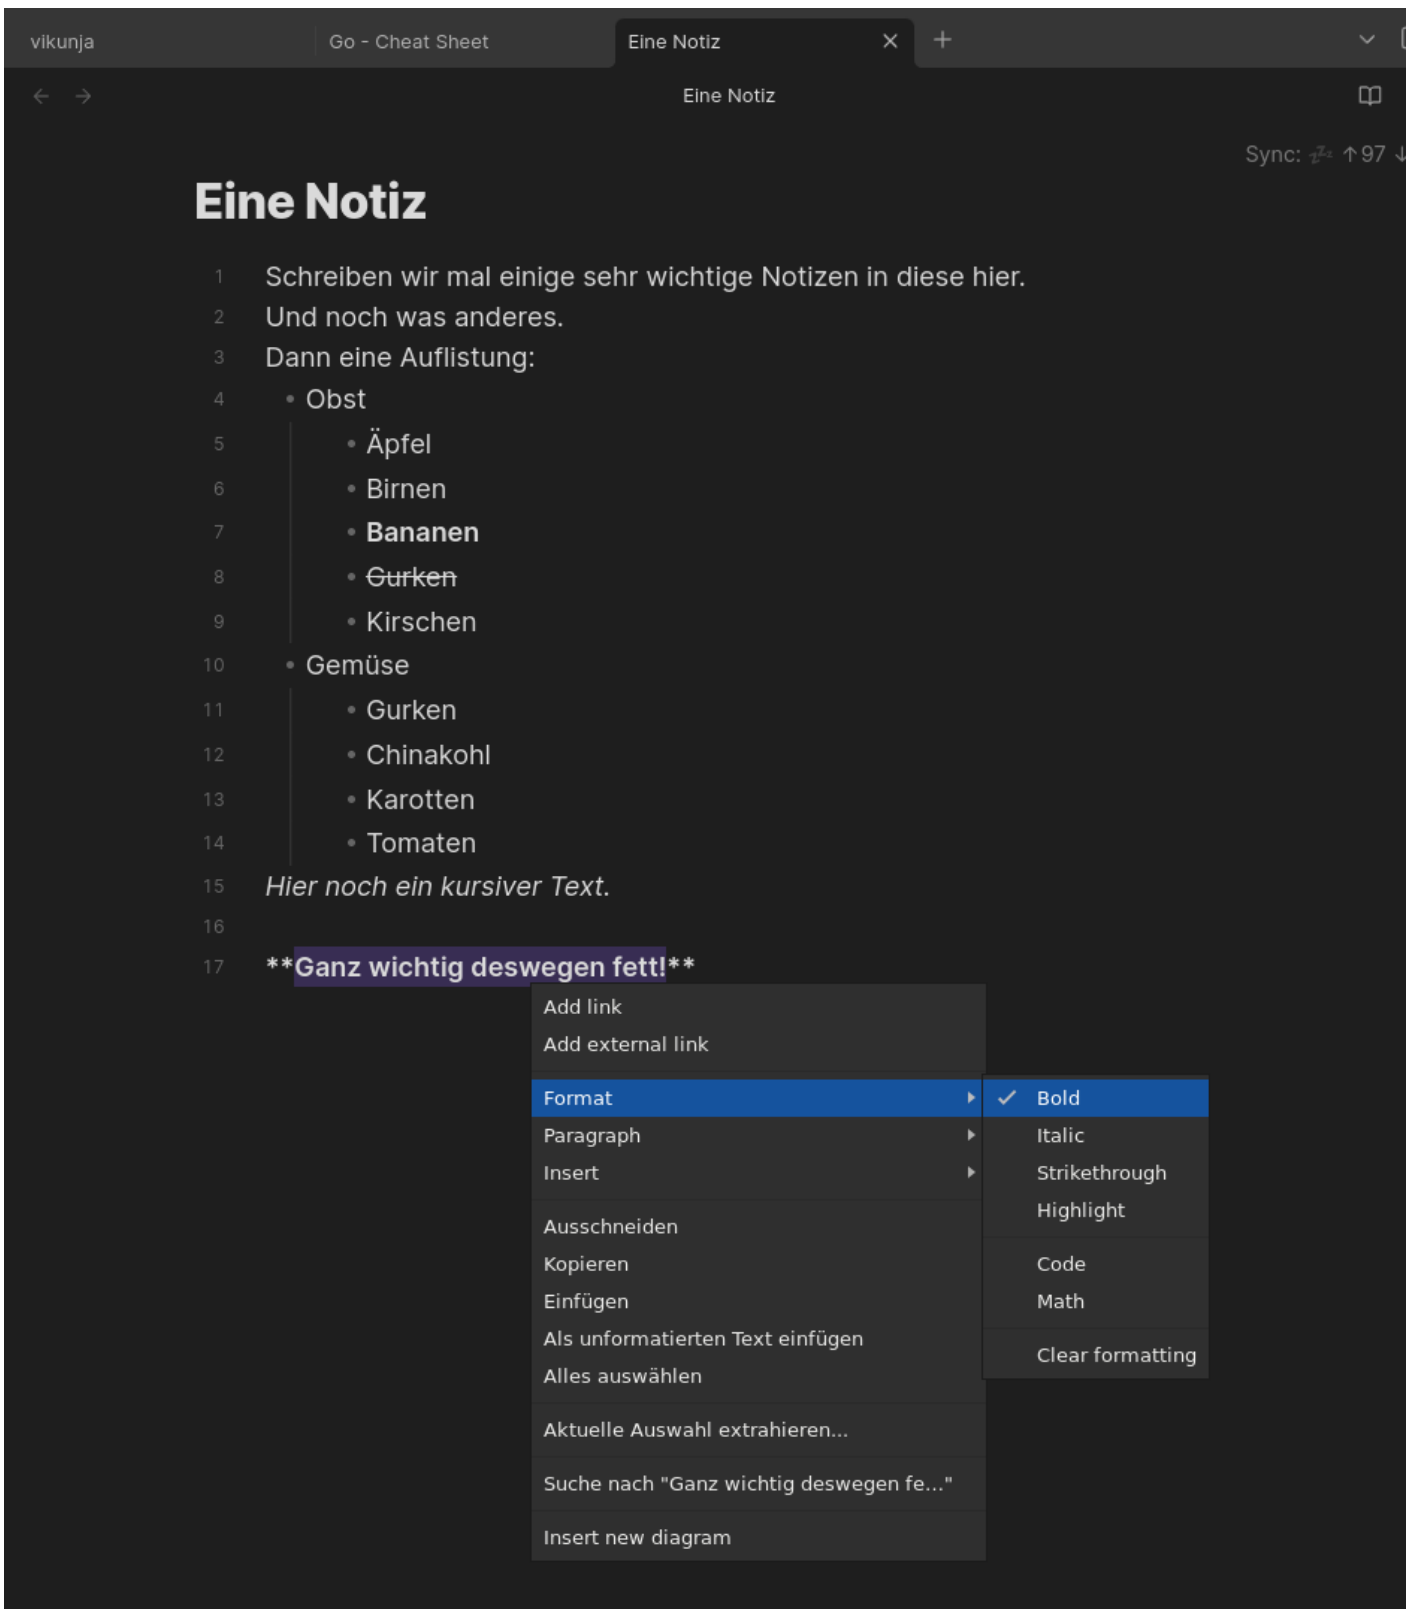 vikunja
Go - Cheat Sheet
Eine Notiz
Eine Notiz
Sync: 💤 ↑97 ↓
Eine Notiz
1 Schreiben wir mal einige sehr wichtige Notizen in diese hier.
2 Und noch was anderes.
3 Dann eine Auflistung:
4 • Obst
5 • Äpfel
6 • Birnen
7 • Bananen
8 • Gurken
9 • Kirschen
10 • Gemüse
11 • Gurken
12 • Chinakohl
13 • Karotten
14 • Tomaten
15 Hier noch ein kursiver Text.
16
17 **Ganz wichtig deswegen fett!**
Add link
Add external link
Format
Paragraph
Insert
Ausschneiden
Kopieren
Einfügen
Als unformatierten Text einfügen
Alles auswählen
Aktuelle Auswahl extrahieren...
Suche nach "Ganz wichtig deswegen fe..."
Insert new diagram
Bold
Italic
Strikethrough
Highlight
Code
Math
Clear formatting